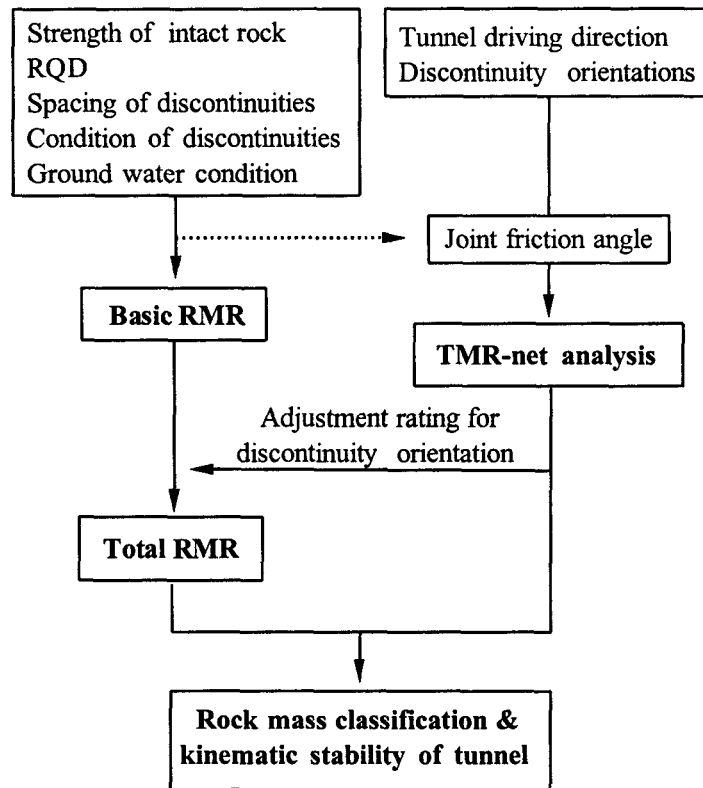 Strength of intact rock
RQD
Spacing of discontinuities
Condition of discontinuities
Ground water condition
Tunnel driving direction
Discontinuity orientations
Joint friction angle
Basic RMR
TMR-net analysis
Adjustment rating for
discontinuity orientation
Total RMR
Rock mass classification &
kinematic stability of tunnel